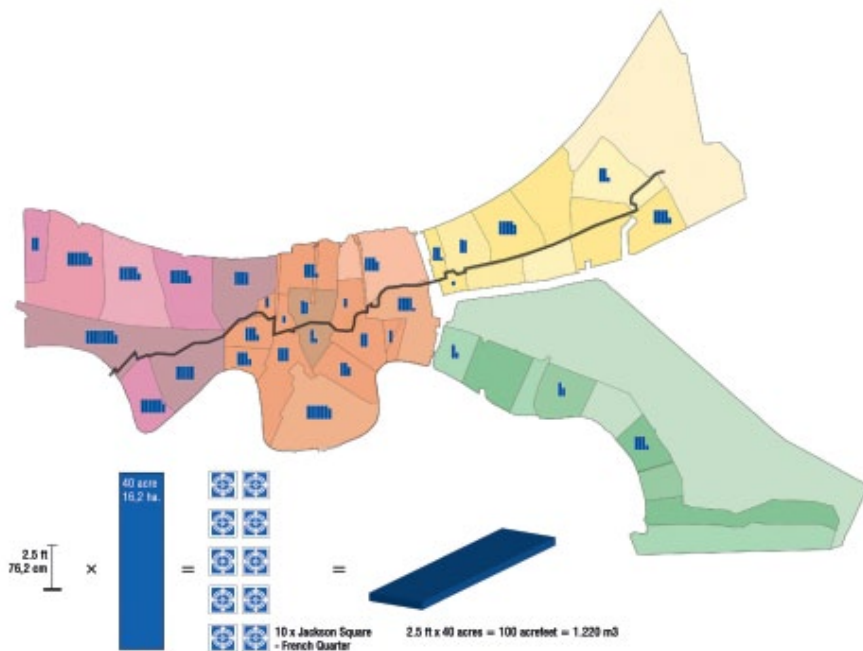 40 acre
16,2 ha.
2.5 ft
76,2 cm
×
=
=
10 x Jackson Square
- French Quarter
2.5 ft x 40 acres = 100 acrefeet = 1.220 m3